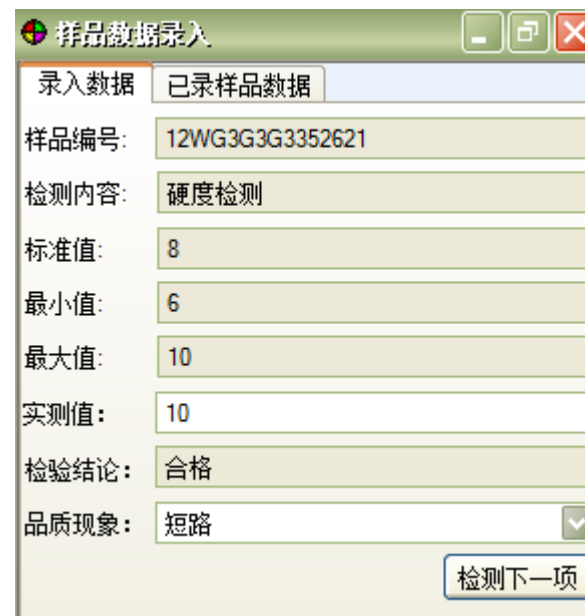 样品数据录入
录入数据 已录样品数据
样品编号: 12WG3G3G3352621
检测内容: 硬度检测
标准值: 8
最小值: 6
最大值: 10
实测值： 10
检验结论： 合格
品质现象： 短路
检测下一项